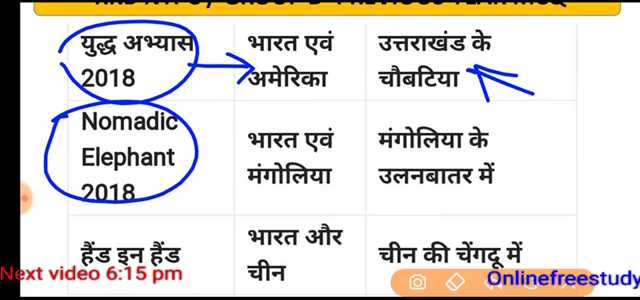 युद्ध अभ्यास
2018
भारत एवं
अमेरिका
उत्तराखंड के
चौबटिया
Nomadic
Elephant
2018
भारत एवं
मंगोलिया
मंगोलिया के
उलनबातर में
हैंड इन हैंड
भारत और
चीन
चीन की चेंगदू में
Next video 6:15 pm
Onlinefreestudy